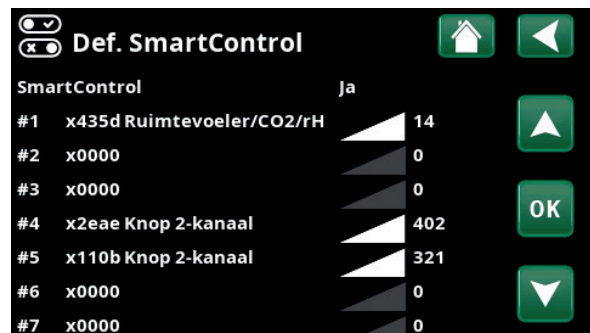 Def. SmartControl
SmartControl Ja
#1 x435d Ruimtevoeler/CO2/rH 14
#2 x0000 0
#3 x0000 0
#4 x2eae Knop 2-kanaal 402
OK
#5 x110b Knop 2-kanaal 321
#6 x0000 0
#7 x0000 0